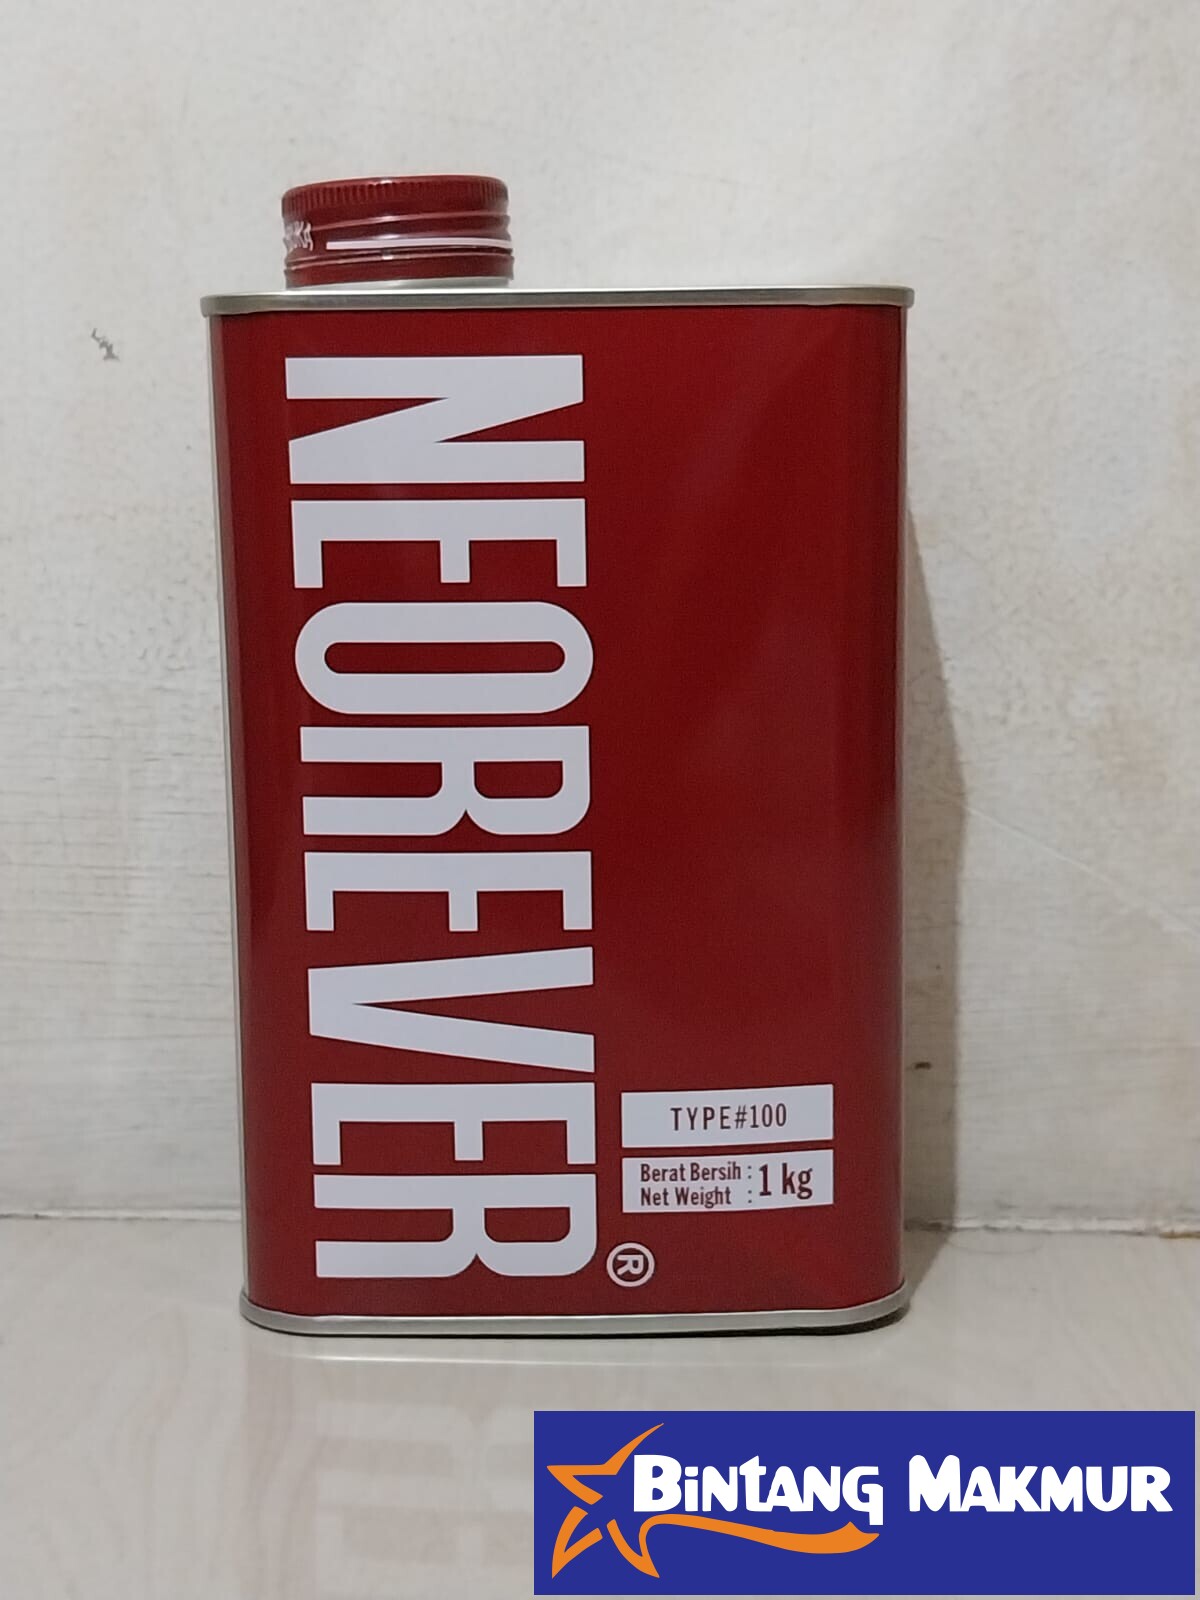 NEOREVER®
TYPE#100
Berat Bersih : 1 kg
Net Weight :
BiNTANG MAKMUR